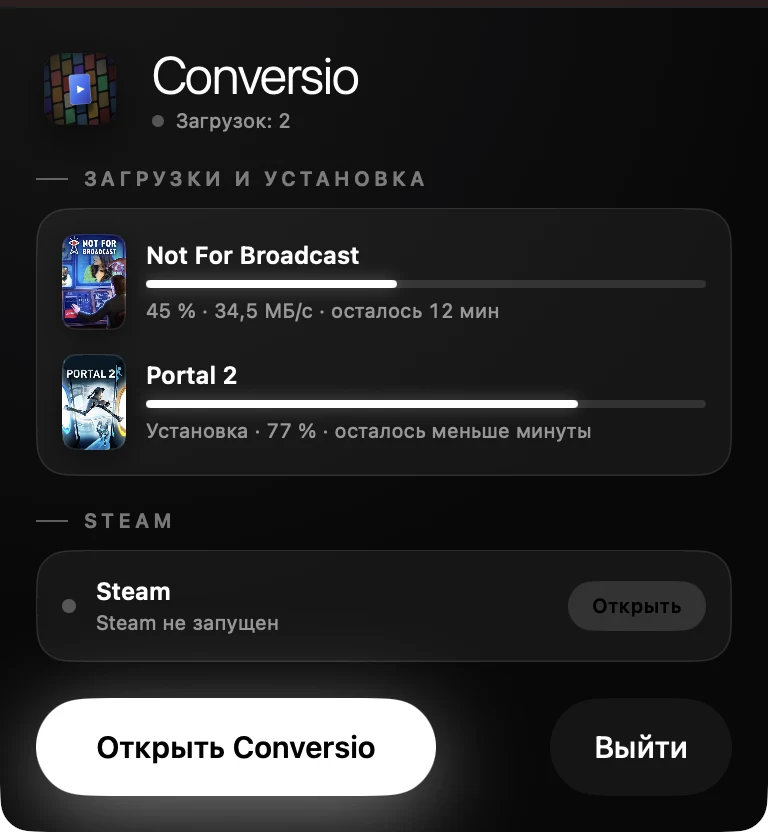 Conversio
Загрузок: 2
ЗАГРУЗКИ И УСТАНОВКА
NOT FOR
BROADCAST
Not For Broadcast
45 % · 34,5 МБ/с · осталось 12 мин
PORTAL 2
Portal 2
Установка · 77 % · осталось меньше минуты
STEAM
Steam
Steam не запущен
Открыть
Открыть Conversio
Выйти